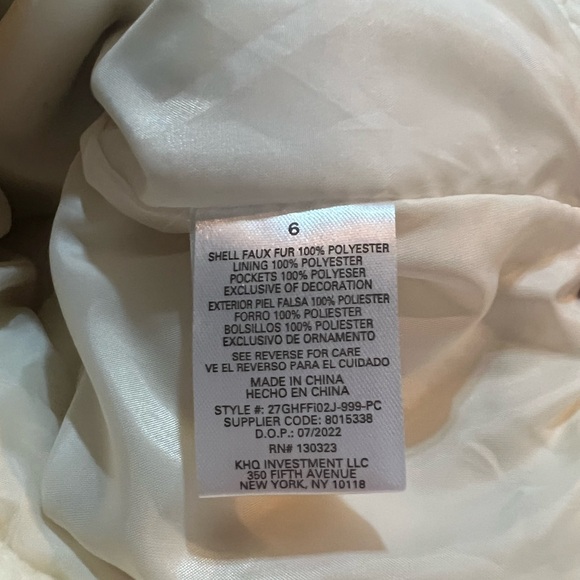 6
SHELL FAUX FUR 100% POLYESTER
LINING 100% POLYESTER
POCKETS 100% POLYESER
EXCLUSIVE OF DECORATION
EXTERIOR PIEL FALSA 100% POLIESTER
FORRO 100% POLIESTER
BOLSILLOS 100% POLIESTER
EXCLUSIVO DE ORNAMENTO
SEE REVERSE FOR CARE
VE EL REVERSO PARA EL CUIDADO
MADE IN CHINA
HECHO EN CHINA
STYLE #: 27GHFFi02J-999-PC
SUPPLIER CODE: 8015338
D.O.P.: 07/2022
RN# 130323
KHQ INVESTMENT LLC
350 FIFTH AVENUE
NEW YORK, NY 10118